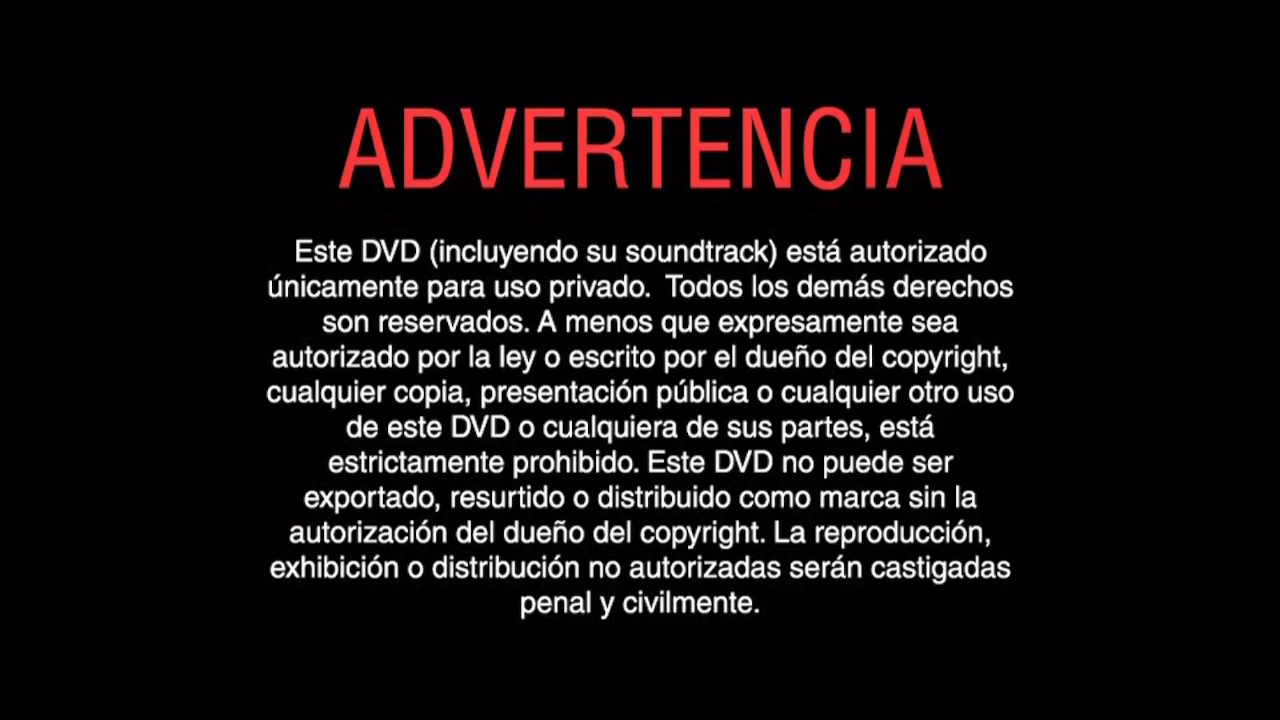 ADVERTENCIA
Este DVD (incluyendo su soundtrack) está autorizado
únicamente para uso privado.  Todos los demás derechos
son reservados. A menos que expresamente sea
autorizado por la ley o escrito por el dueño del copyright,
cualquier copia, presentación pública o cualquier otro uso
de este DVD o cualquiera de sus partes, está
estrictamente prohibido. Este DVD no puede ser
exportado, resurtido o distribuido como marca sin la
autorización del dueño del copyright. La reproducción,
exhibición o distribución no autorizadas serán castigadas
penal y civilmente.